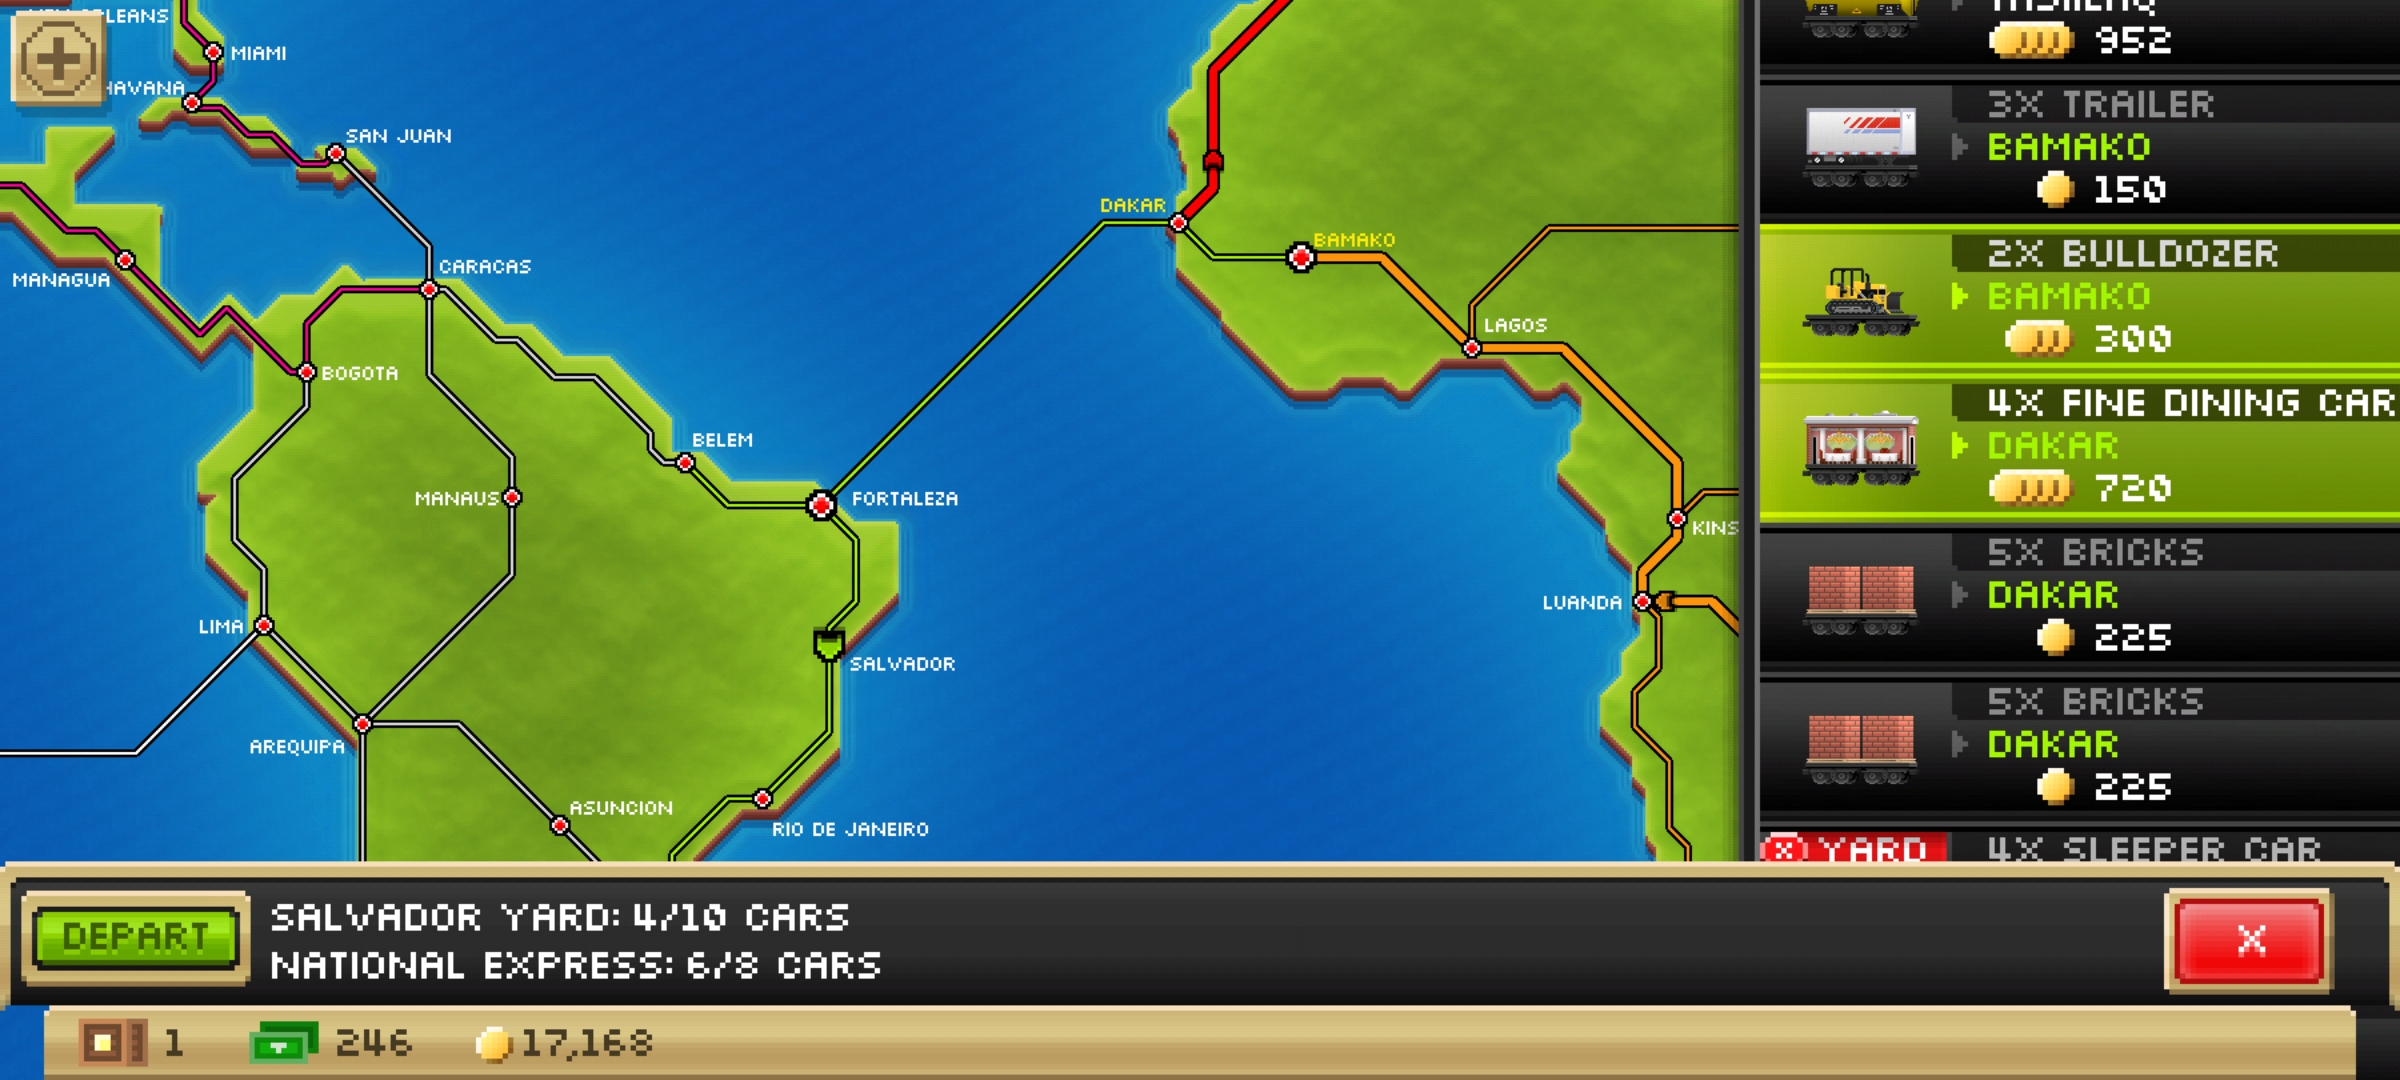 MIAMI
HAVANA
SAN JUAN
CARACAS
MANAGUA
BOGOTA
BELEM
MANAUS
FORTALEZA
LIMA
SALVADOR
AREQUIPA
ASUNCION
RIO DE JANEIRO
DAKAR
BAMAKO
LAGOS
KINS
LUANDA
952
3X TRAILER
BAMAKO
150
2X BULLDOZER
BAMAKO
300
4X FINE DINING CAR
DAKAR
720
5X BRICKS
DAKAR
225
5X BRICKS
DAKAR
225
YARD 4X SLEEPER CAR
DEPART
SALVADOR YARD: 4/10 CARS
NATIONAL EXPRESS: 6/8 CARS
X
1 246 17,168